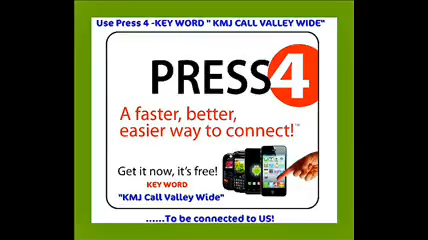 Use Press 4 -KEY WORD " KMJ CALL VALLEY WIDE"
PRESS4
A faster, better,
easier way to connect!™
Get it now, it's free!
KEY WORD
"KMJ Call Valley Wide"
......To be connected to US!